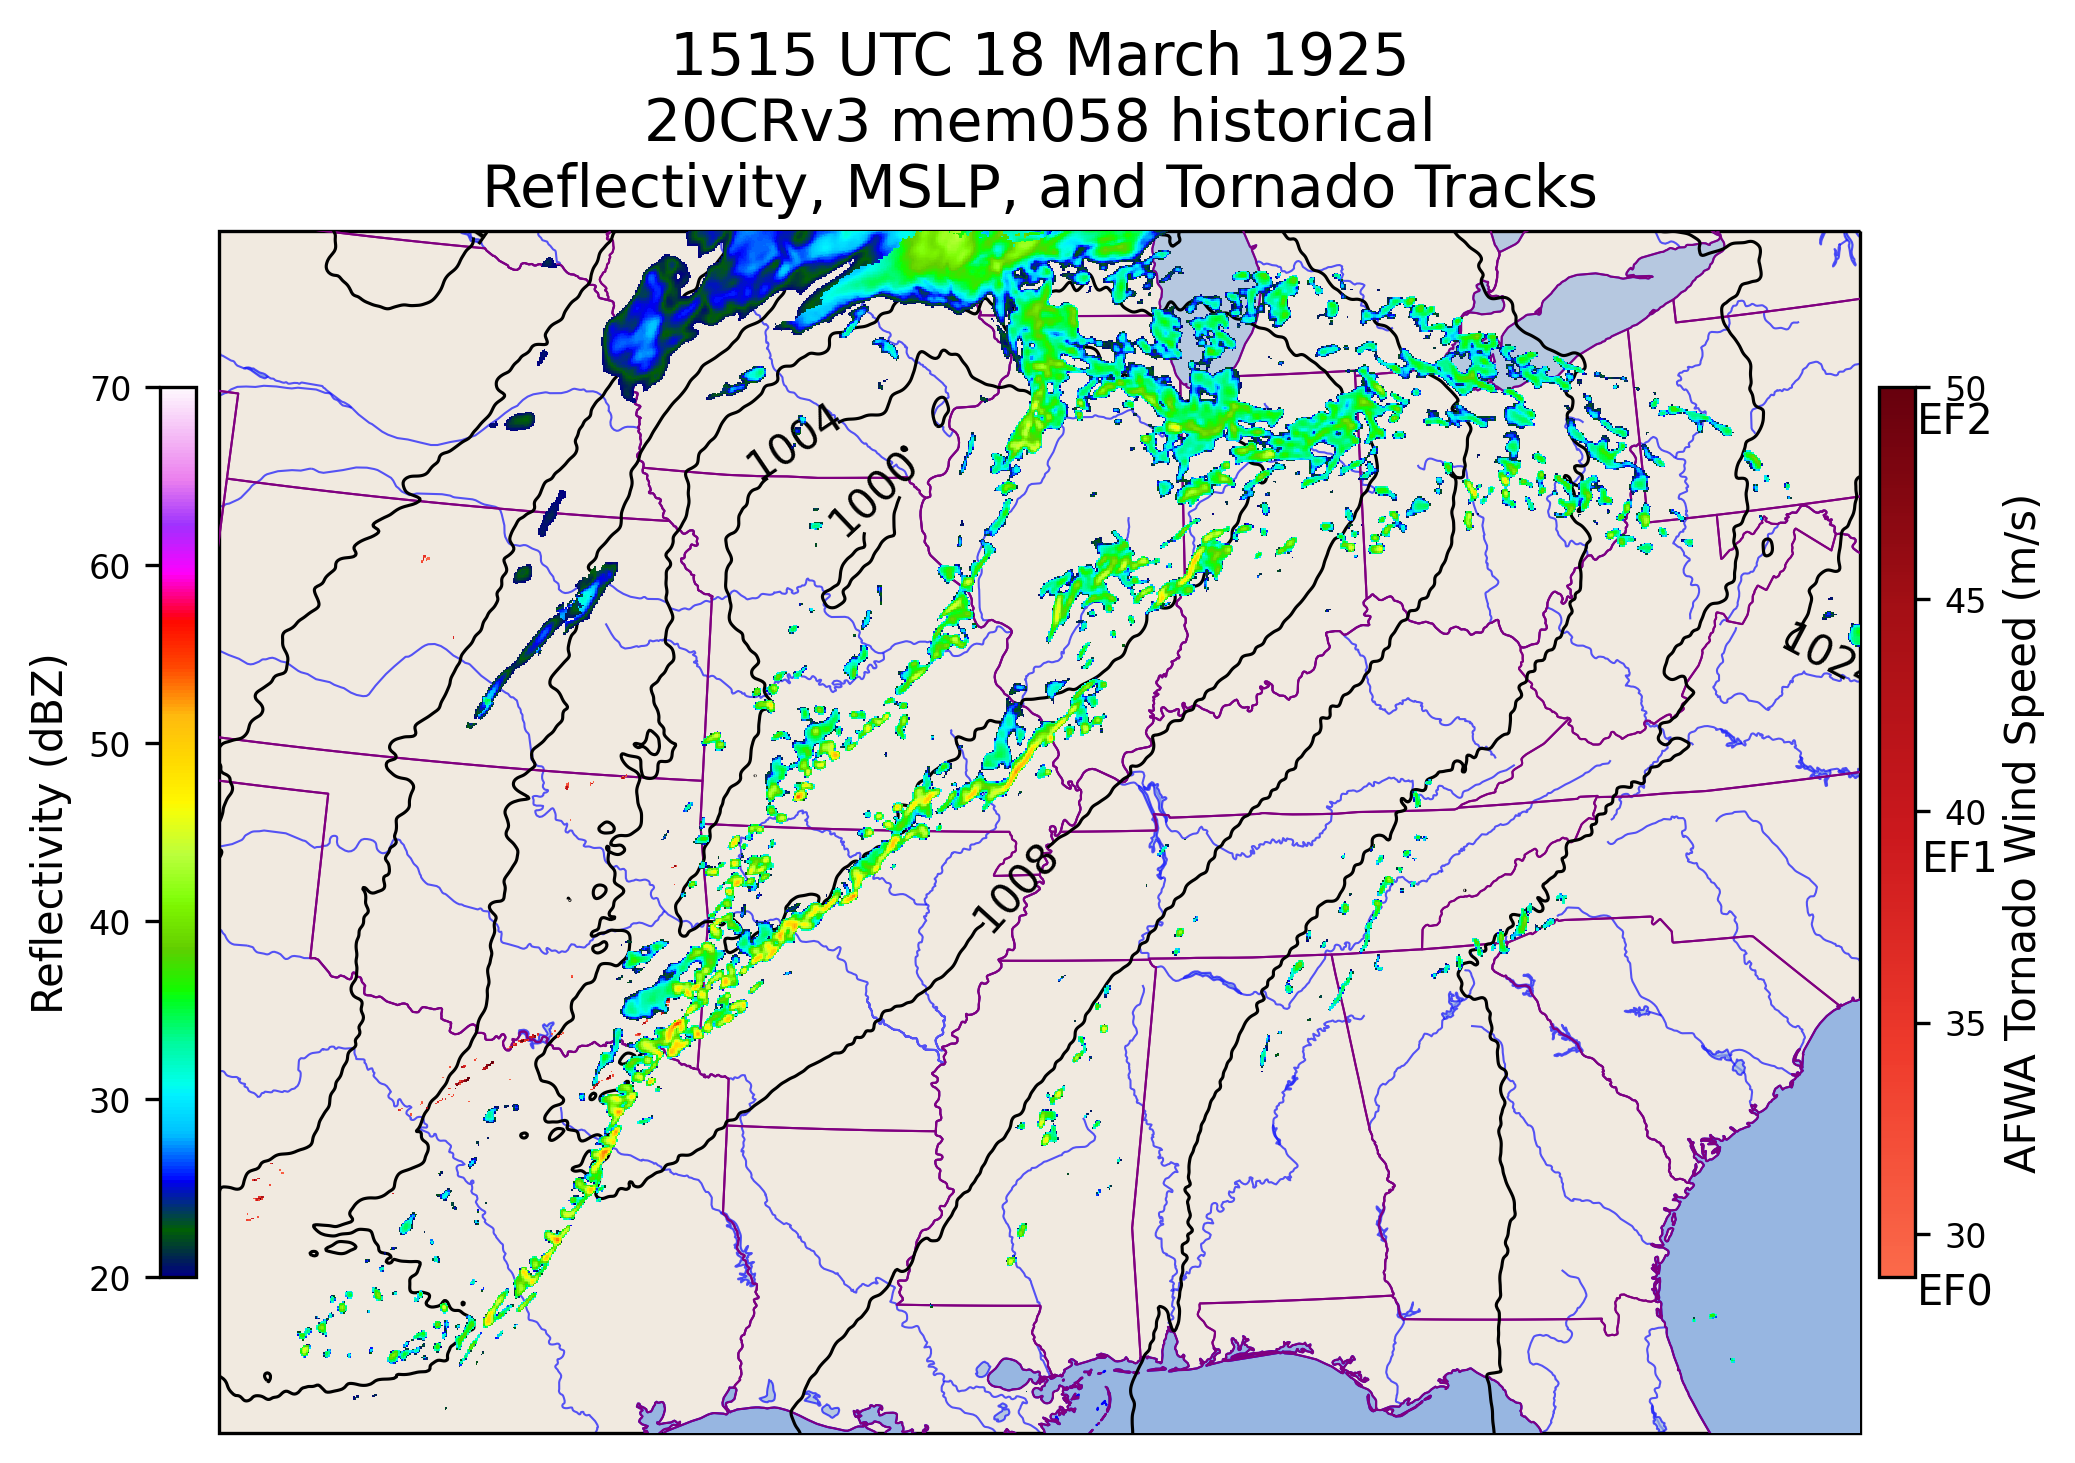 1515 UTC 18 March 1925
20CRv3 mem058 historical
Reflectivity, MSLP, and Tornado Tracks
Reflectivity (dBZ)
70
60
50
40
30
20
1004
1000
1008
102
50
EF2
45
40
EF1
35
30
EF0
AFWA Tornado Wind Speed (m/s)